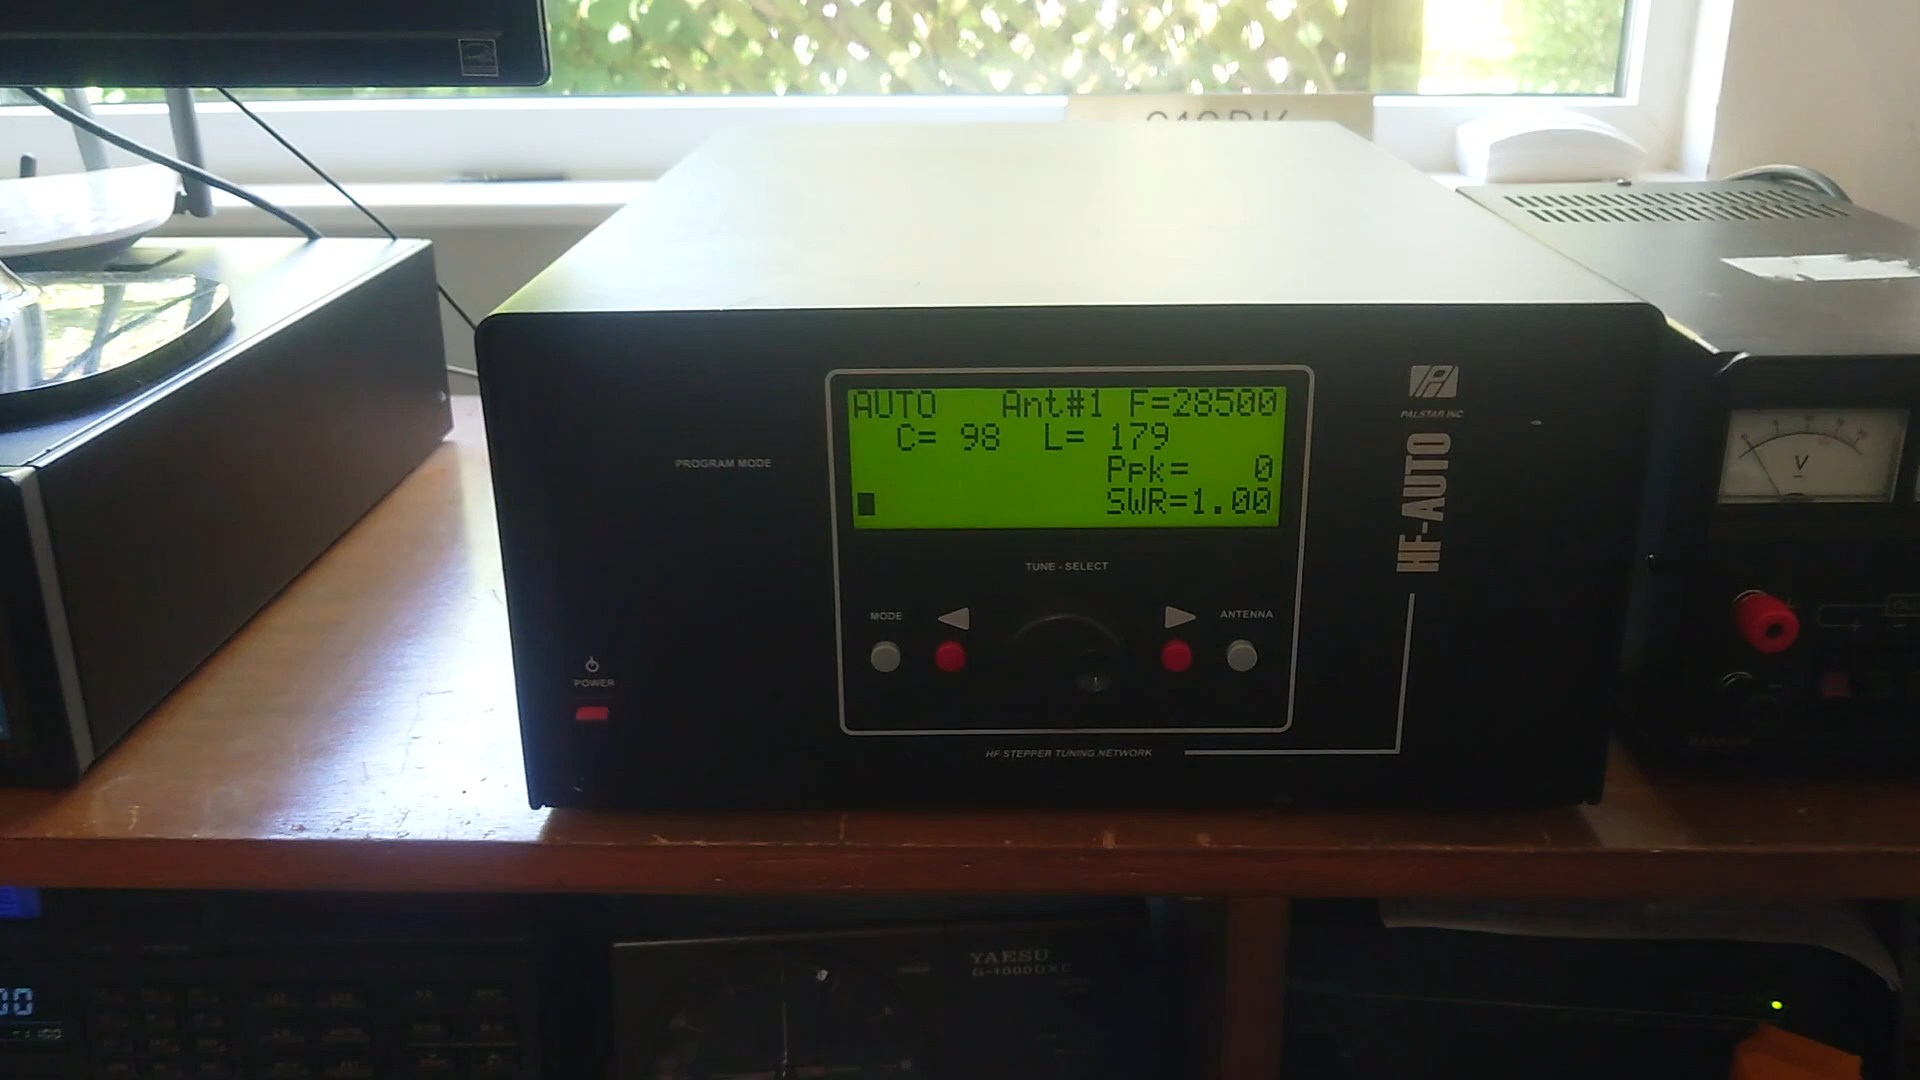 AUTO Ant#1 F=28500
C= 98 L= 179
Ppk= 0
SWR=1.00
PROGRAM MODE
PALSTAR INC
HF-AUTO
V
TUNE - SELECT
MODE
ANTENNA
POWER
HF STEPPER TUNING NETWORK
YAESU
G-1000DXC